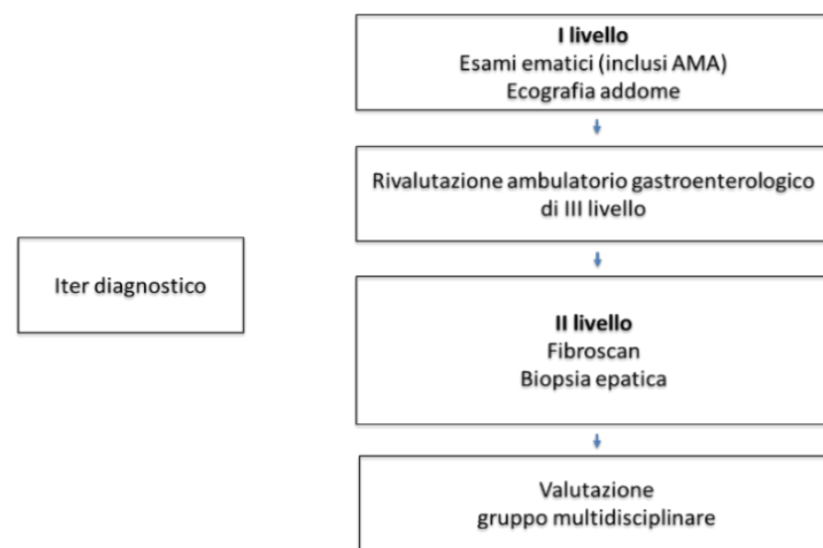 I livello
Esami ematici (inclusi AMA)
Ecografia addome
Rivalutazione ambulatorio gastroenterologico
di III livello
Iter diagnostico
II livello
Fibroscan
Biopsia epatica
Valutazione
gruppo multidisciplinare